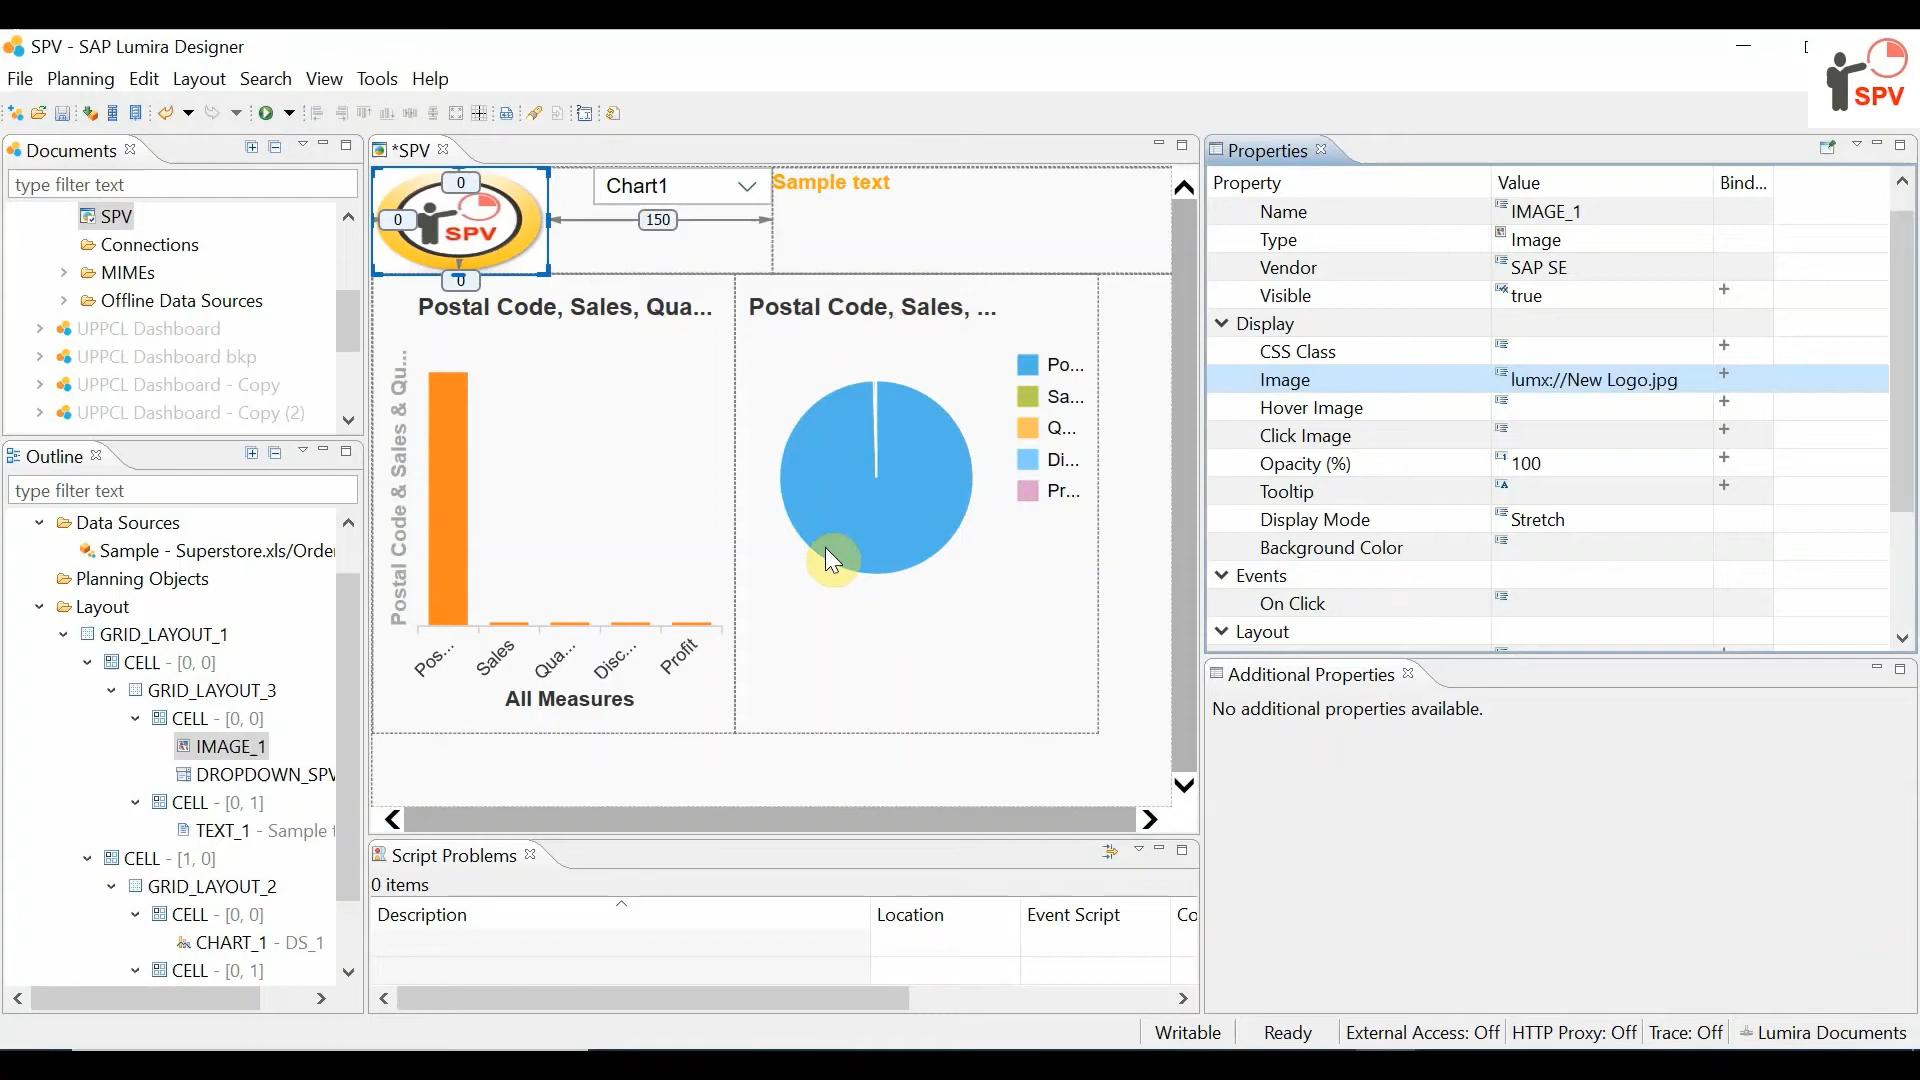 SPV - SAP Lumira Designer
File Planning Edit Layout Search View Tools Help
SPV
Documents
type filter text
SPV
Connections
MIMEs
Offline Data Sources
UPPCL Dashboard
UPPCL Dashboard bkp
UPPCL Dashboard - Copy
UPPCL Dashboard - Copy (2)
Outline
type filter text
Data Sources
Sample - Superstore.xls/Orde
Planning Objects
Layout
GRID_LAYOUT_1
CELL - [0, 0]
GRID_LAYOUT_3
CELL - [0, 0]
IMAGE_1
DROPDOWN_SPV
CELL - [0, 1]
TEXT_1 - Sample t
CELL - [1, 0]
GRID_LAYOUT_2
CELL - [0, 0]
CHART_1 - DS_1
CELL - [0, 1]
*SPV
0
0
SPV
0
150
Chart1
Sample text
Postal Code, Sales, Qua...
Postal Code & Sales & Qu...
Pos... Sales Qua... Disc... Profit
All Measures
Postal Code, Sales, ...
Po...
Sa...
Q...
Di...
Pr...
Script Problems
0 items
Description Location Event Script Co
Properties
Property Value Bind...
Name IMAGE_1
Type Image
Vendor SAP SE
Visible true
Display
CSS Class
Image lumx://New Logo.jpg
Hover Image
Click Image
Opacity (%) 100
Tooltip
Display Mode Stretch
Background Color
Events
On Click
Layout
Additional Properties
No additional properties available.
Writable Ready External Access: Off HTTP Proxy: Off Trace: Off Lumira Documents